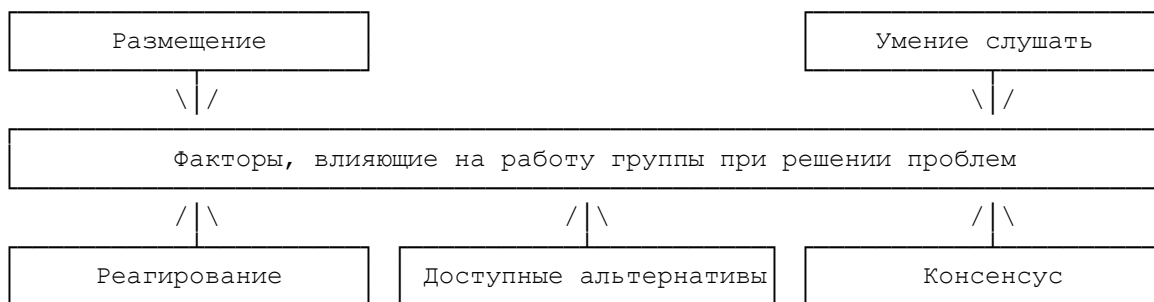 Размещение
Умение слушать
Факторы, влияющие на работу группы при решении проблем
Реагирование
Доступные альтернативы
Консенсус